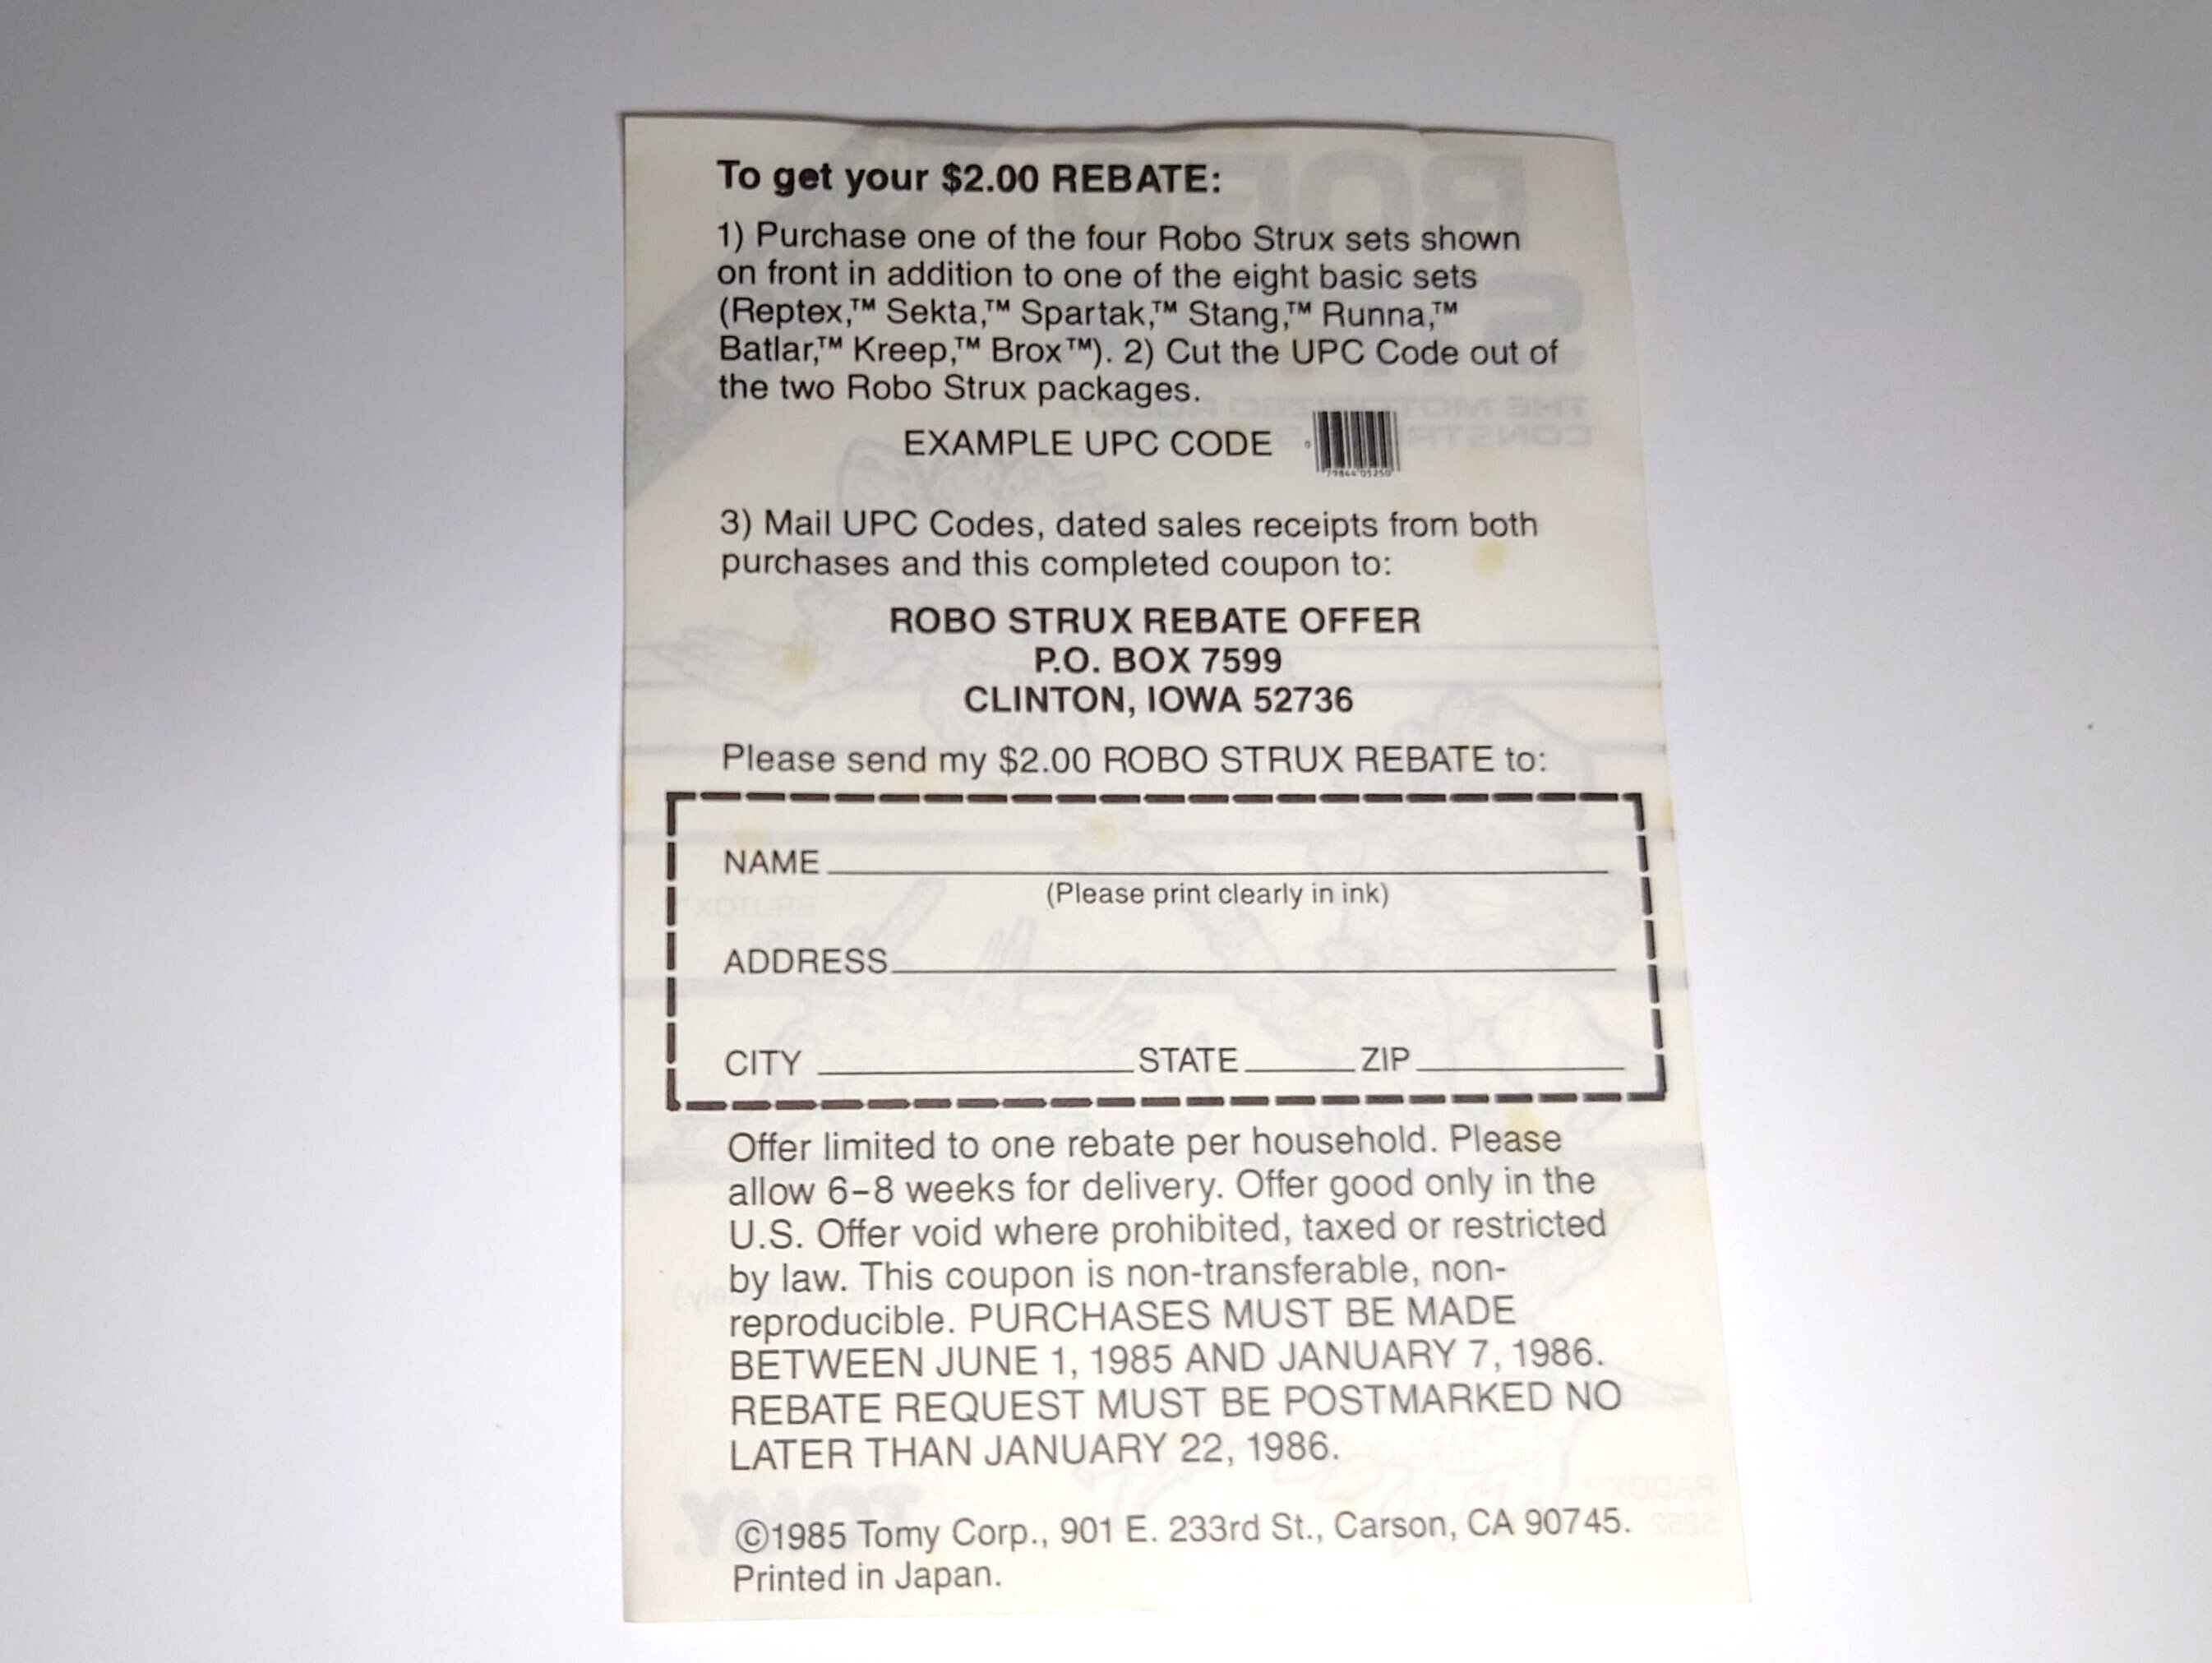 To get your $2.00 REBATE:
1) Purchase one of the four Robo Strux sets shown
on front in addition to one of the eight basic sets
(Reptex,™ Sekta,™ Spartak,™ Stang,™ Runna,™
Batlar,™ Kreep,™ Brox™). 2) Cut the UPC Code out of
the two Robo Strux packages.
EXAMPLE UPC CODE
3) Mail UPC Codes, dated sales receipts from both
purchases and this completed coupon to:
ROBO STRUX REBATE OFFER
P.O. BOX 7599
CLINTON, IOWA 52736
Please send my $2.00 ROBO STRUX REBATE to:
NAME
(Please print clearly in ink)
ADDRESS
CITY STATE ZIP
Offer limited to one rebate per household. Please
allow 6–8 weeks for delivery. Offer good only in the
U.S. Offer void where prohibited, taxed or restricted
by law. This coupon is non-transferable, non-
reproducible. PURCHASES MUST BE MADE
BETWEEN JUNE 1, 1985 AND JANUARY 7, 1986.
REBATE REQUEST MUST BE POSTMARKED NO
LATER THAN JANUARY 22, 1986.
©1985 Tomy Corp., 901 E. 233rd St., Carson, CA 90745.
Printed in Japan.